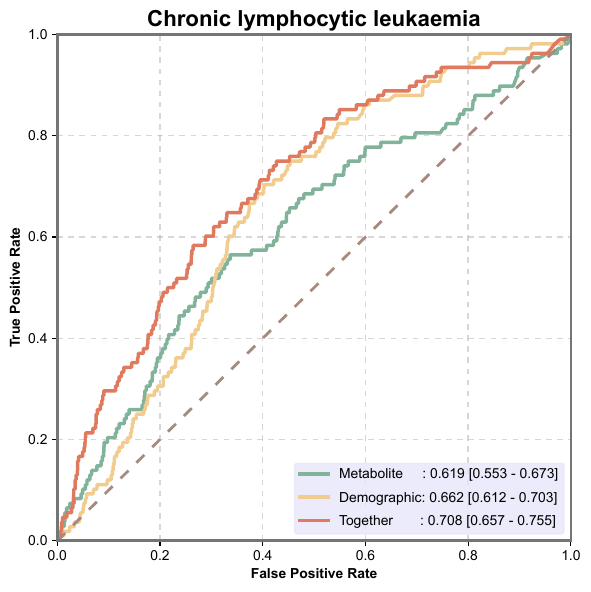 Chronic lymphocytic leukaemia
True Positive Rate
1.0
0.8
0.6
0.4
0.2
0.0
Metabolite : 0.619 [0.553 - 0.673]
Demographic: 0.662 [0.612 - 0.703]
Together : 0.708 [0.657 - 0.755]
0.0 0.2 0.4 0.6 0.8 1.0
False Positive Rate